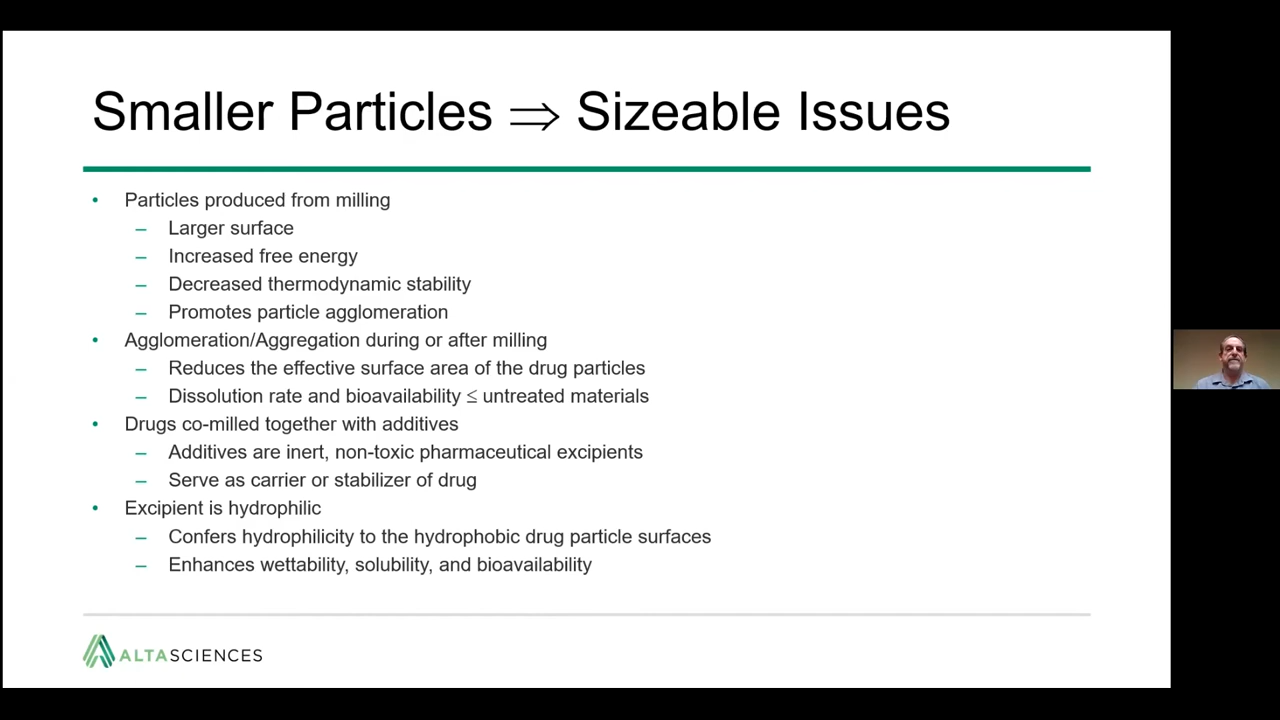 Smaller Particles ⇒ Sizeable Issues
• Particles produced from milling
– Larger surface
– Increased free energy
– Decreased thermodynamic stability
– Promotes particle agglomeration
• Agglomeration/Aggregation during or after milling
– Reduces the effective surface area of the drug particles
– Dissolution rate and bioavailability ≤ untreated materials
• Drugs co-milled together with additives
– Additives are inert, non-toxic pharmaceutical excipients
– Serve as carrier or stabilizer of drug
• Excipient is hydrophilic
– Confers hydrophilicity to the hydrophobic drug particle surfaces
– Enhances wettability, solubility, and bioavailability
ALTASCIENCES